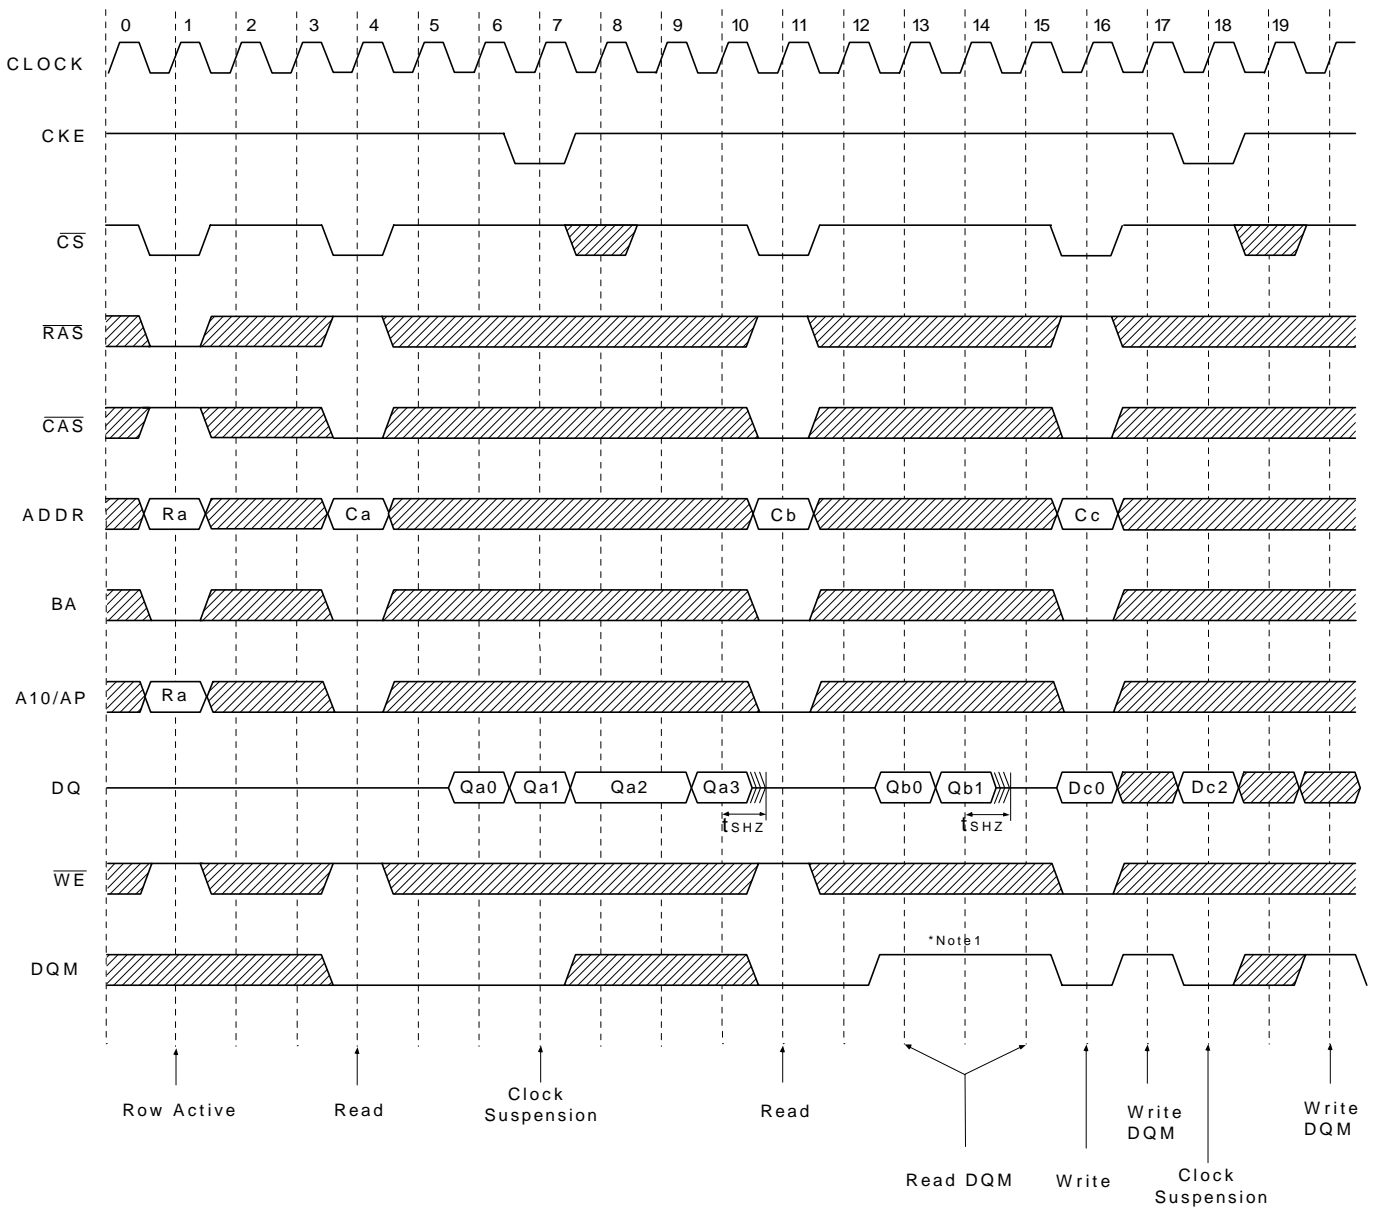 0 1 2 3 4 5 6 7 8 9 10 11 12 13 14 15 16 17 18 19
CLOCK
CKE
CS
RAS
CAS
ADDR Ra Ca Cb Cc
BA
A10/AP Ra
DQ Qa0 Qa1 Qa2 Qa3 Qb0 Qb1 Dc0 Dc2
tSHZ tSHZ
WE
*Note1
DQM
Row Active Read Clock Suspension Read Write DQM Write DQM
Read DQM Write Clock Suspension